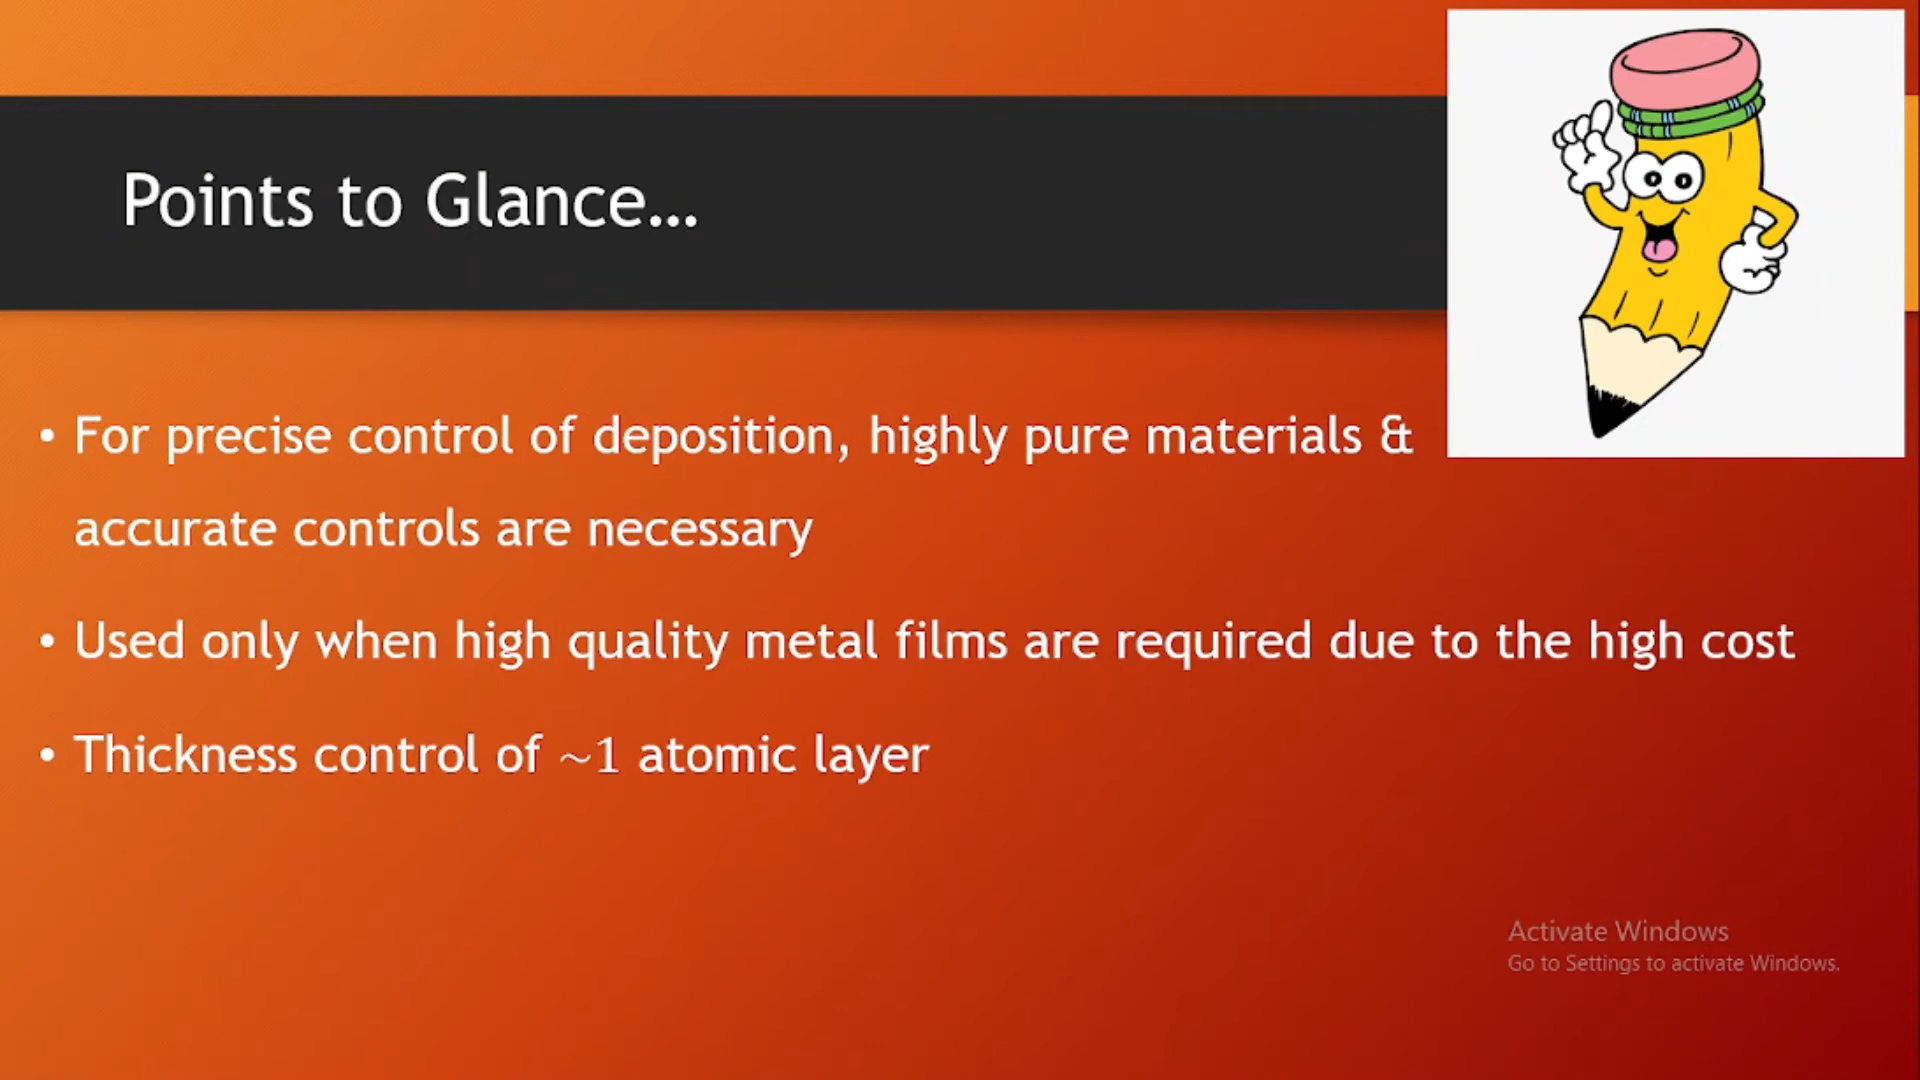 Points to Glance...
• For precise control of deposition, highly pure materials &
accurate controls are necessary
• Used only when high quality metal films are required due to the high cost
• Thickness control of ~1 atomic layer
Activate Windows
Go to Settings to activate Windows.